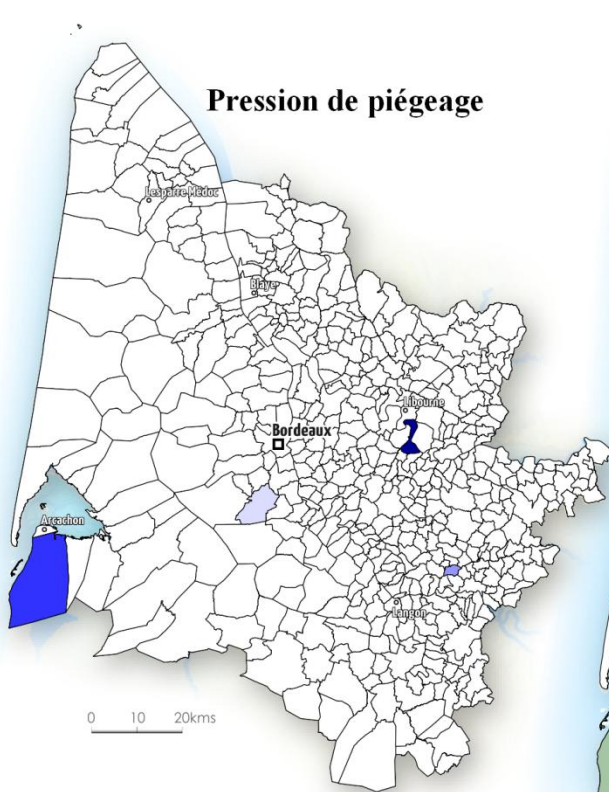 Pression de piégeage
Lesparre-Médoc
Blaye
Libourne
Bordeaux
Arcachon
Langon
0 10 20kms